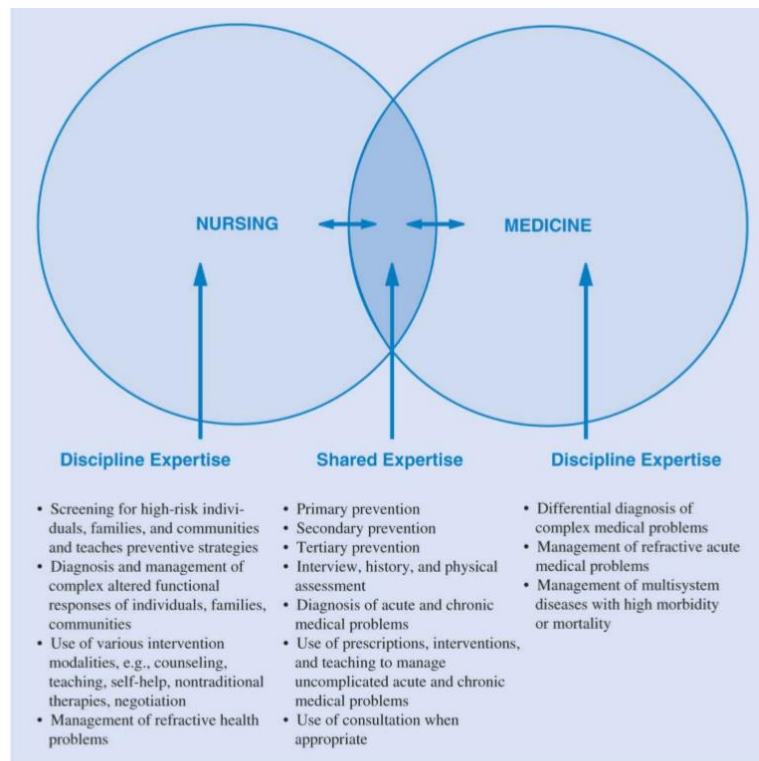 NURSING
MEDICINE
Discipline Expertise
• Screening for high-risk indivi-
duals, families, and communities
and teaches preventive strategies
• Diagnosis and management of
complex altered functional
responses of individuals, families,
communities
• Use of various intervention
modalities, e.g., counseling,
teaching, self-help, nontraditional
therapies, negotiation
• Management of refractive health
problems
Shared Expertise
• Primary prevention
• Secondary prevention
• Tertiary prevention
• Interview, history, and physical
assessment
• Diagnosis of acute and chronic
medical problems
• Use of prescriptions, interventions,
and teaching to manage
uncomplicated acute and chronic
medical problems
• Use of consultation when
appropriate
Discipline Expertise
• Differential diagnosis of
complex medical problems
• Management of refractive acute
medical problems
• Management of multisystem
diseases with high morbidity
or mortality